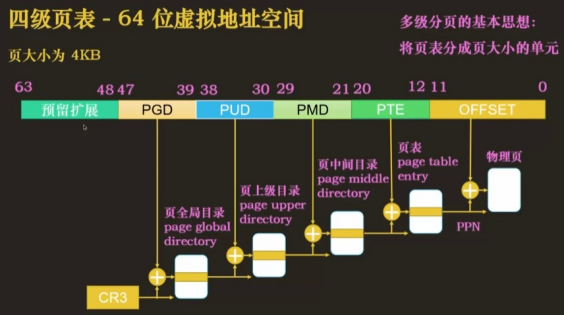 四级页表 - 64 位虚拟地址空间
多级分页的基本思想:
将页表分成页大小的单元
页大小为 4KB
63 48 47 39 38 30 29 21 20 12 11 0
预留扩展 PGD PUD PMD PTE OFFSET
页全局目录
page global
directory
页上级目录
page upper
directory
页中间目录
page middle
directory
页表
page table
entry
物理页
PPN
CR3